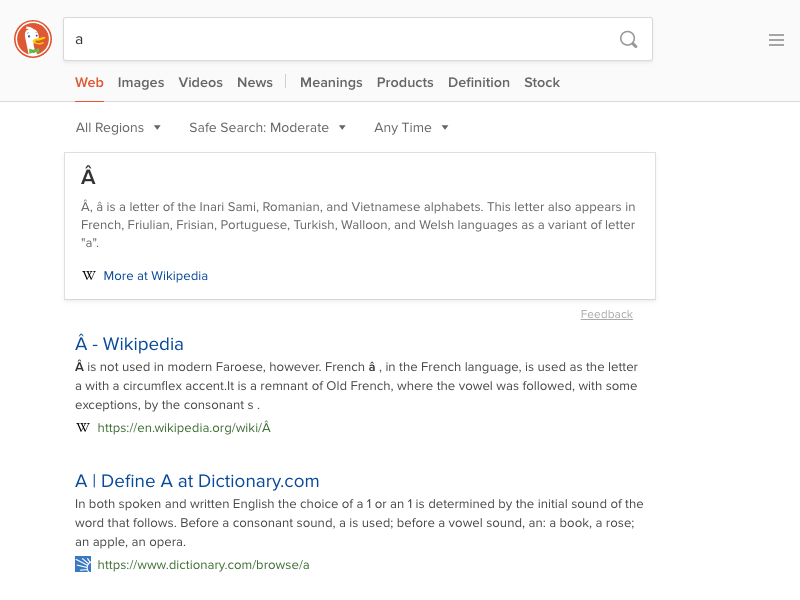 a
Web Images Videos News Meanings Products Definition Stock
All Regions Safe Search: Moderate Any Time
Â
Â, â is a letter of the Inari Sami, Romanian, and Vietnamese alphabets. This letter also appears in
French, Friulian, Frisian, Portuguese, Turkish, Walloon, and Welsh languages as a variant of letter
"a".
W More at Wikipedia
Feedback
Â - Wikipedia
Â is not used in modern Faroese, however. French â , in the French language, is used as the letter
a with a circumflex accent.It is a remnant of Old French, where the vowel was followed, with some
exceptions, by the consonant s .
W https://en.wikipedia.org/wiki/Â
A | Define A at Dictionary.com
In both spoken and written English the choice of a 1 or an 1 is determined by the initial sound of the
word that follows. Before a consonant sound, a is used; before a vowel sound, an: a book, a rose;
an apple, an opera.
https://www.dictionary.com/browse/a